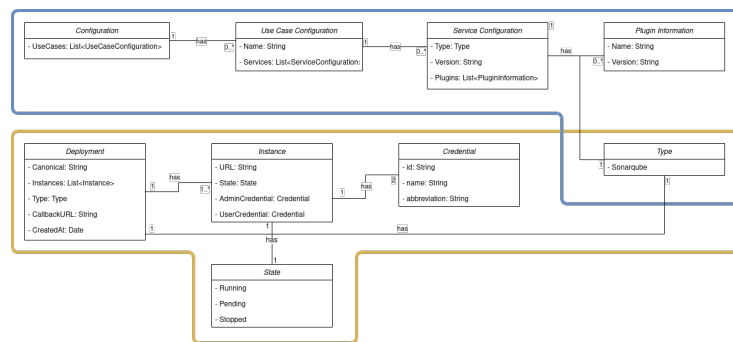 Configuration
- UseCases: List<UseCaseConfiguration>
1
has
0..*
Use Case Configuration
- Name: String
- Services: List<ServiceConfiguration>
1
has
0..*
Service Configuration
- Type: Type
- Version: String
- Plugins: List<PluginInformation>
1
has
0..*
Plugin Information
- Name: String
- Version: String
Deployment
- Canonical: String
- Instances: List<Instance>
- Type: Type
- CallbackURL: String
- CreatedAt: Date
1
has
1..*
Instance
- URL: String
- State: State
- AdminCredential: Credential
- UserCredential: Credential
1
has
Credential
- id: String
- name: String
- abbreviation: String
1
Type
- Sonarqube
1
1
has
1
has
1
State
- Running
- Pending
- Stopped